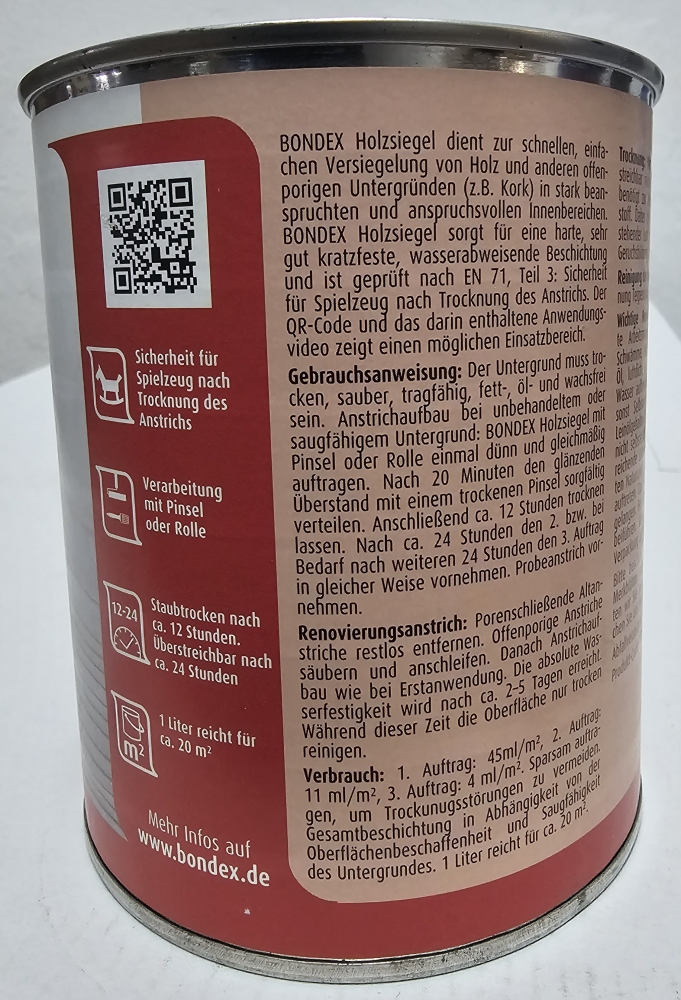 Sicherheit für
Spielzeug nach
Trocknung des
Anstrichs
Verarbeitung
mit Pinsel
oder Rolle
12-24
Staubtrocken nach
ca. 12 Stunden.
Überstreichbar nach
ca. 24 Stunden
m²
1 Liter reicht für
ca. 20 m²
Mehr Infos auf
www.bondex.de
BONDEX Holzsiegel dient zur schnellen, einfa-
chen Versiegelung von Holz und anderen offen-
porigen Untergründen (z.B. Kork) in stark bean-
spruchten und anspruchsvollen Innenbereichen.
BONDEX Holzsiegel sorgt für eine harte, sehr
gut kratzfeste, wasserabweisende Beschichtung
und ist geprüft nach EN 71, Teil 3: Sicherheit
für Spielzeug nach Trocknung des Anstrichs. Der
QR-Code und das darin enthaltene Anwendungs-
video zeigt einen möglichen Einsatzbereich.
Gebrauchsanweisung: Der Untergrund muss tro-
cken, sauber, tragfähig, fett-, öl- und wachsfrei
sein. Anstrichaufbau bei unbehandeltem oder
saugfähigem Untergrund: BONDEX Holzsiegel mit
Pinsel oder Rolle einmal dünn und gleichmäßig
auftragen. Nach 20 Minuten den glänzenden
Überstand mit einem trockenen Pinsel sorgfältig
verteilen. Anschließend ca. 12 Stunden trocknen
lassen. Nach ca. 24 Stunden den 2. bzw. bei
Bedarf nach weiteren 24 Stunden den 3. Auftrag
in gleicher Weise vornehmen. Probeanstrich vor-
nehmen.
Renovierungsanstrich: Porenschließende Altan-
striche restlos entfernen. Offenporige Anstriche
säubern und anschleifen. Danach Anstrichauf-
bau wie bei Erstanwendung. Die absolute Was-
serfestigkeit wird nach ca. 2-5 Tagen erreicht.
Während dieser Zeit die Oberfläche nur trocken
reinigen.
Verbrauch: 1. Auftrag: 45ml/m², 2. Auftrag:
11 ml/m², 3. Auftrag: 4 ml/m². Sparsam auftra-
gen, um Trocknugsstörungen zu vermeiden.
Gesamtbeschichtung in Abhängigkeit von der
Oberflächenbeschaffenheit und Saugfähigkeit
des Untergrundes. 1 Liter reicht für ca. 20 m².
Trocknung:
Reinigung